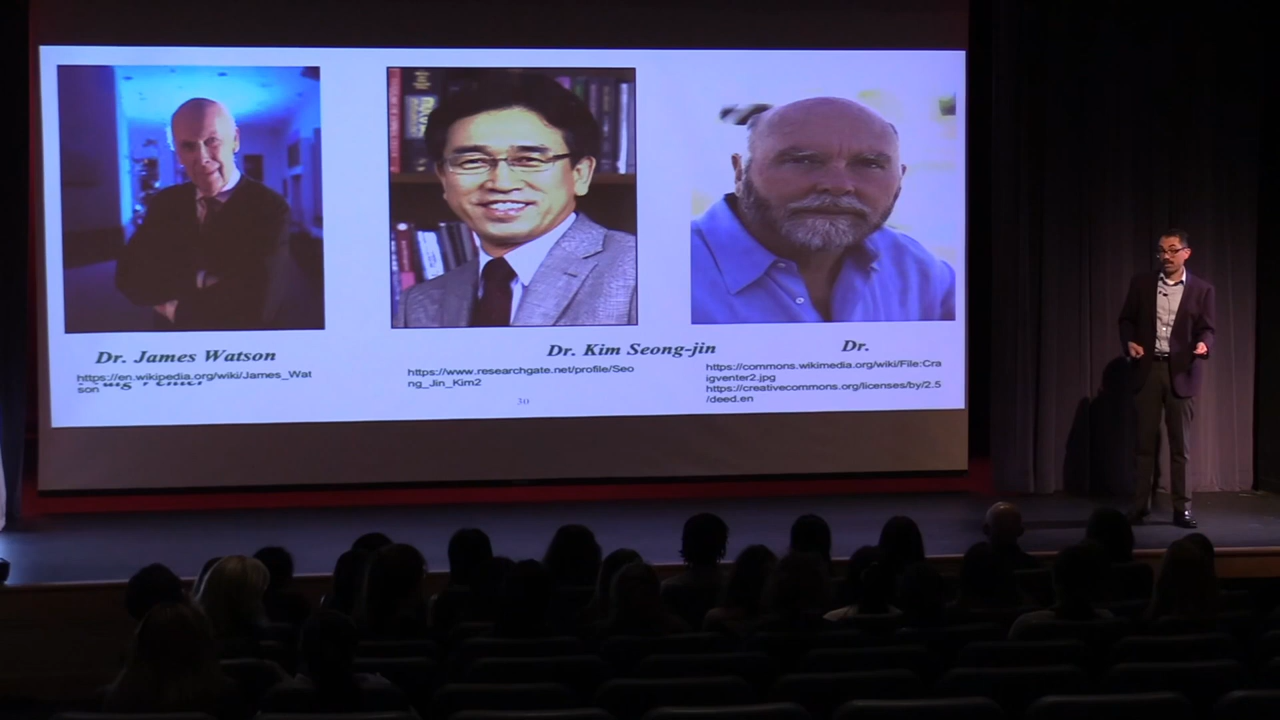 Dr. James Watson
https://en.wikipedia.org/wiki/James_Wat
son
Dr. Kim Seong-jin
https://www.researchgate.net/profile/Seo
ng_Jin_Kim2
30
Dr.
https://commons.wikimedia.org/wiki/File:Cra
igventer2.jpg
https://creativecommons.org/licenses/by/2.5
/deed.en